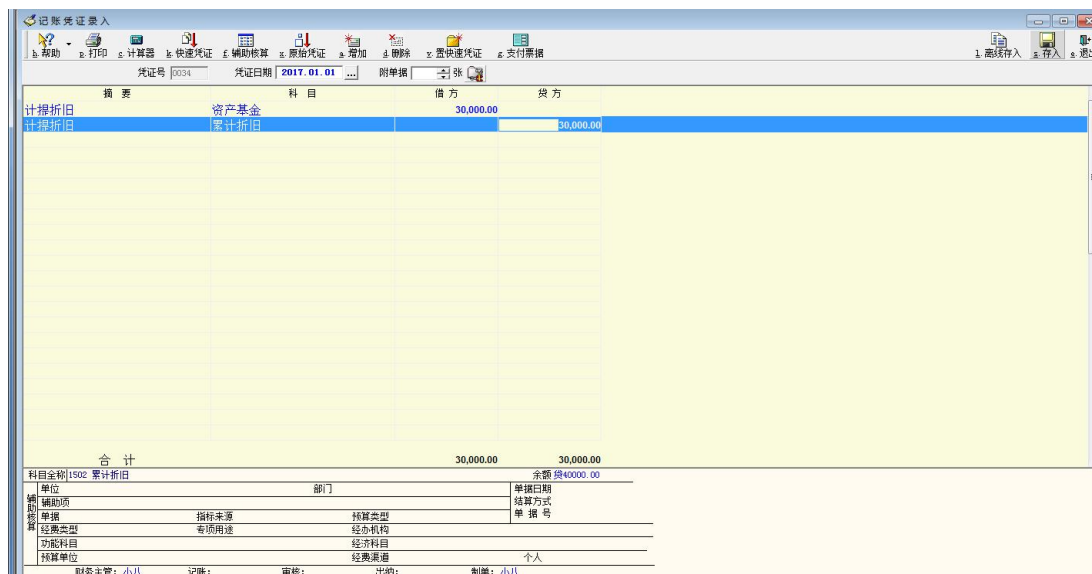 记账凭证录入
h.帮助 p.打印 c.计算器 k.快速凭证 f.辅助核算 x.原始凭证 a.增加 d.删除 y.置快速凭证 g.支付票据 l.离线存入 s.存入
凭证号 0034 凭证日期 2017.01.01 ... 附单据 张
摘要 科目 借方 贷方
计提折旧 资产基金 30,000.00
计提折旧 累计折旧 30,000.00
合计 30,000.00 30,000.00
科目全称 1502 累计折旧 余额 贷40000.00
辅助核算
单位 部门 单据日期
辅助项 结算方式
单据 指标来源 预算类型 单据号
经费类型 专项用途 经办机构
功能科目 经济科目
预算单位 经费渠道 个人
财务主管：小八 记账： 审核： 出纳： 制单：小八